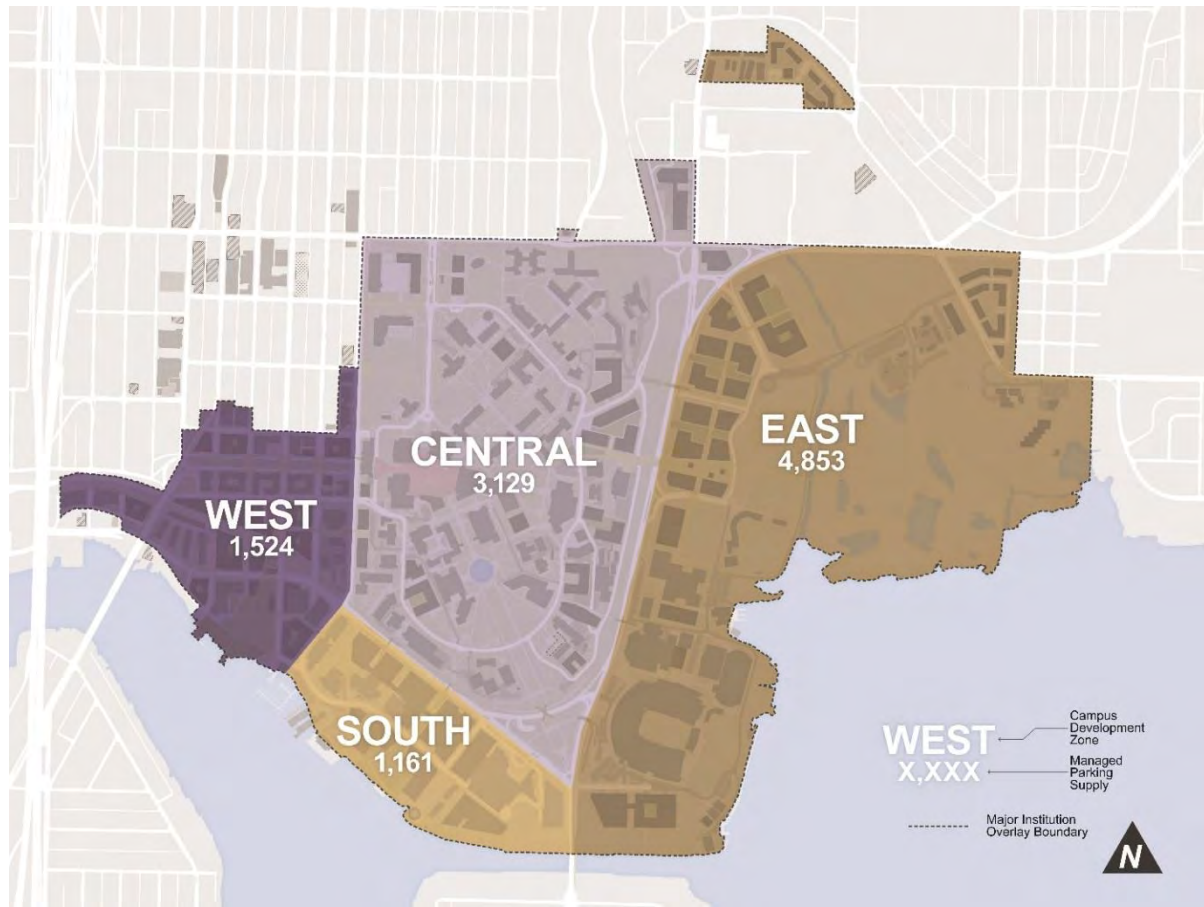 CENTRAL
3,129
EAST
4,853
WEST
1,524
SOUTH
1,161
WEST
X,XXX
Campus
Development
Zone
Managed
Parking
Supply
Major Institution
Overlay Boundary
N